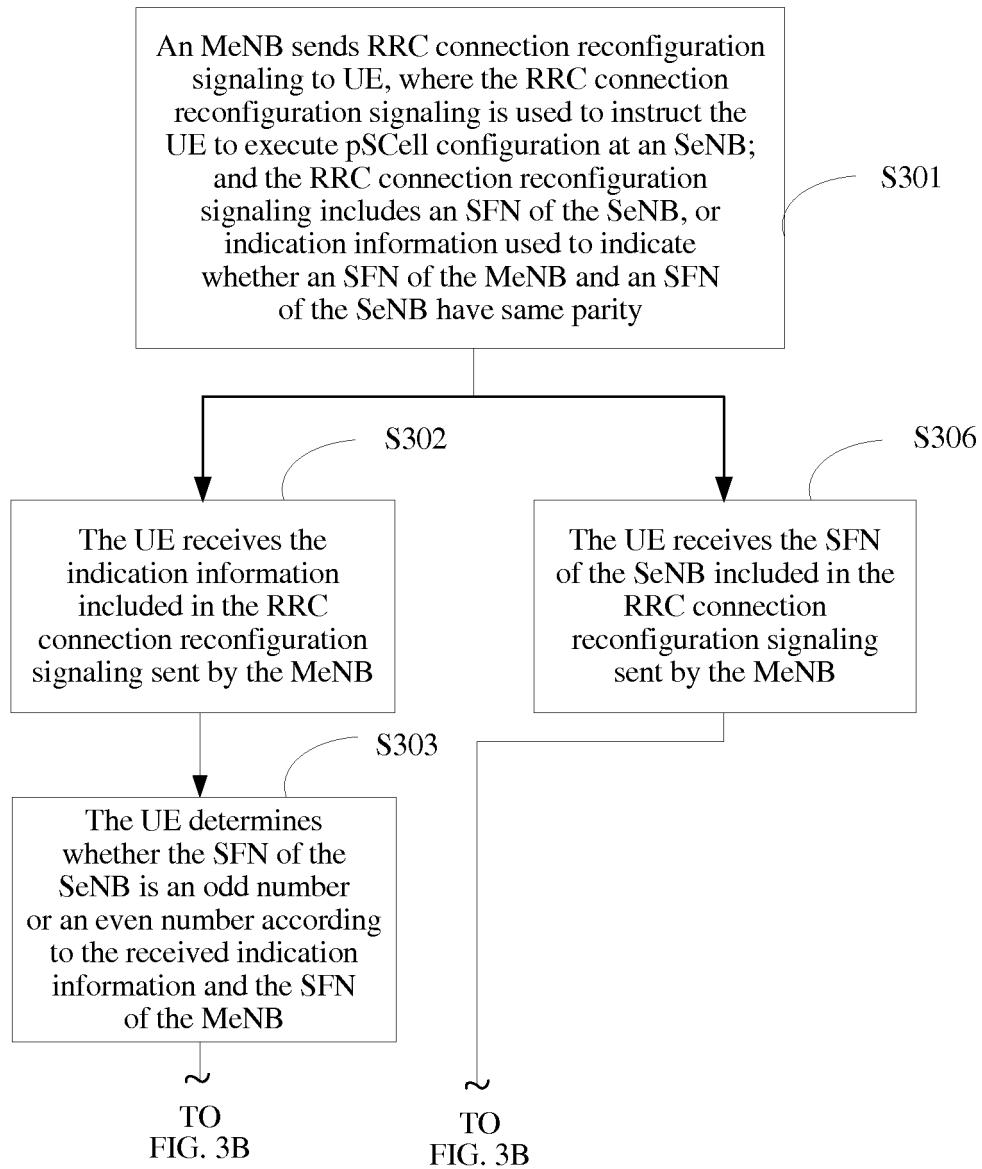 An MeNB sends RRC connection reconfiguration
signaling to UE, where the RRC connection
reconfiguration signaling is used to instruct the
UE to execute pSCell configuration at an SeNB;
and the RRC connection reconfiguration
signaling includes an SFN of the SeNB, or
indication information used to indicate
whether an SFN of the MeNB and an SFN
of the SeNB have same parity
S301
S302
The UE receives the
indication information
included in the RRC
connection reconfiguration
signaling sent by the MeNB
S306
The UE receives the SFN
of the SeNB included in the
RRC connection
reconfiguration signaling
sent by the MeNB
S303
The UE determines
whether the SFN of the
SeNB is an odd number
or an even number according
to the received indication
information and the SFN
of the MeNB
~
TO
FIG. 3B
~
TO
FIG. 3B